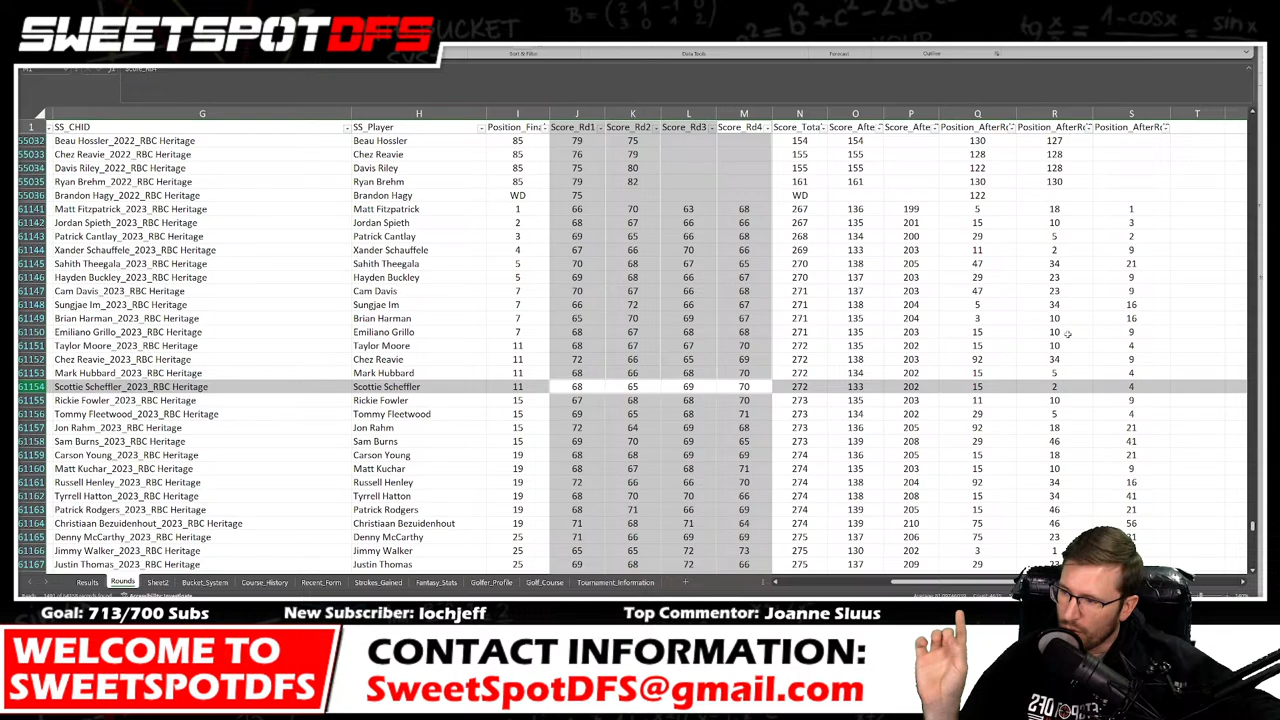 SWEETSPOTDFS
Sort & Filter Data Tools Forecast Outline
G H I J K L M N O P Q R S T
1 SS_CHID SS_Player Position_Fina Score_Rd1 Score_Rd2 Score_Rd3 Score_Rd4 Score_Tota Score_Afte Score_Afte Position_AfterRo Position_AfterRo Position_AfterRo
55032 Beau Hossler_2022_RBC Heritage Beau Hossler 85 79 75 154 154 130 127
55033 Chez Reavie_2022_RBC Heritage Chez Reavie 85 76 79 155 155 128 128
55034 Davis Riley_2022_RBC Heritage Davis Riley 85 75 80 155 155 122 128
55035 Ryan Brehm_2022_RBC Heritage Ryan Brehm 85 79 82 161 161 130 130
55036 Brandon Hagy_2022_RBC Heritage Brandon Hagy WD 75 WD 122
61141 Matt Fitzpatrick_2023_RBC Heritage Matt Fitzpatrick 1 66 70 63 267 136 199 5 18 1
61142 Jordan Spieth_2023_RBC Heritage Jordan Spieth 2 68 67 66 66 267 135 201 15 10 3
61143 Patrick Cantlay_2023_RBC Heritage Patrick Cantlay 3 69 65 66 68 268 134 200 29 5 2
61144 Xander Schauffele_2023_RBC Heritage Xander Schauffele 4 67 66 70 66 269 133 203 11 2 9
61145 Sahith Theegala_2023_RBC Heritage Sahith Theegala 5 70 68 67 65 270 138 205 47 34 21
61146 Hayden Buckley_2023_RBC Heritage Hayden Buckley 5 69 68 66 67 270 137 203 29 23 9
61147 Cam Davis_2023_RBC Heritage Cam Davis 7 70 67 66 68 271 137 203 47 23 9
61148 Sungjae Im_2023_RBC Heritage Sungjae Im 7 66 72 66 67 271 138 204 5 34 16
61149 Brian Harman_2023_RBC Heritage Brian Harman 7 66 69 69 67 271 135 204 3 10 16
61150 Emiliano Grillo_2023_RBC Heritage Emiliano Grillo 7 68 67 68 68 271 135 203 15 10 9
61151 Taylor Moore_2023_RBC Heritage Taylor Moore 11 68 67 67 70 272 135 202 15 10 4
61152 Chez Reavie_2023_RBC Heritage Chez Reavie 11 72 66 65 69 272 138 203 92 34 9
61153 Mark Hubbard_2023_RBC Heritage Mark Hubbard 11 68 66 68 70 272 134 202 15 5 4
61154 Scottie Scheffler_2023_RBC Heritage Scottie Scheffler 11 68 65 69 70 272 133 202 15 2 4
61155 Rickie Fowler_2023_RBC Heritage Rickie Fowler 15 67 68 68 70 273 135 203 11 10 9
61156 Tommy Fleetwood_2023_RBC Heritage Tommy Fleetwood 15 69 65 68 71 273 134 202 29 5 4
61157 Jon Rahm_2023_RBC Heritage Jon Rahm 15 72 64 69 68 273 136 205 92 18 21
61158 Sam Burns_2023_RBC Heritage Sam Burns 15 69 70 69 65 273 139 208 29 46 41
61159 Carson Young_2023_RBC Heritage Carson Young 19 69 67 69 69 274 136 205 29 18 21
61160 Matt Kuchar_2023_RBC Heritage Matt Kuchar 19 68 67 68 71 274 135 203 15 10 9
61161 Russell Henley_2023_RBC Heritage Russell Henley 19 72 66 66 70 274 138 204 92 34 16
61162 Tyrrell Hatton_2023_RBC Heritage Tyrrell Hatton 19 68 70 70 66 274 138 208 15 34 41
61163 Patrick Rodgers_2023_RBC Heritage Patrick Rodgers 19 68 71 66 69 274 139 205 15 46 21
61164 Christiaan Bezuidenhout_2023_RBC Heritage Christiaan Bezuidenhout 19 71 68 71 64 274 139 210 75 46 56
61165 Denny McCarthy_2023_RBC Heritage Denny McCarthy 25 71 66 69 69 275 137 206 75 23
61166 Jimmy Walker_2023_RBC Heritage Jimmy Walker 25 65 65 72 73 275 130 202 3 1
61167 Justin Thomas_2023_RBC Heritage Justin Thomas 25 69 68 72 66 275 137 209 29
Results Rounds Sheet2 Bucket_System Course_History Recent_Form Strokes_Gained Fantasy_Stats Golfer_Profile Golf_Course Tournament_Information
Goal: 713/700 Subs New Subscriber: lochjeff Top Commentor: Joanne Sluus
WELCOME TO
SWEETSPOTDFS
CONTACT INFORMATION:
SweetSpotDFS@gmail.com